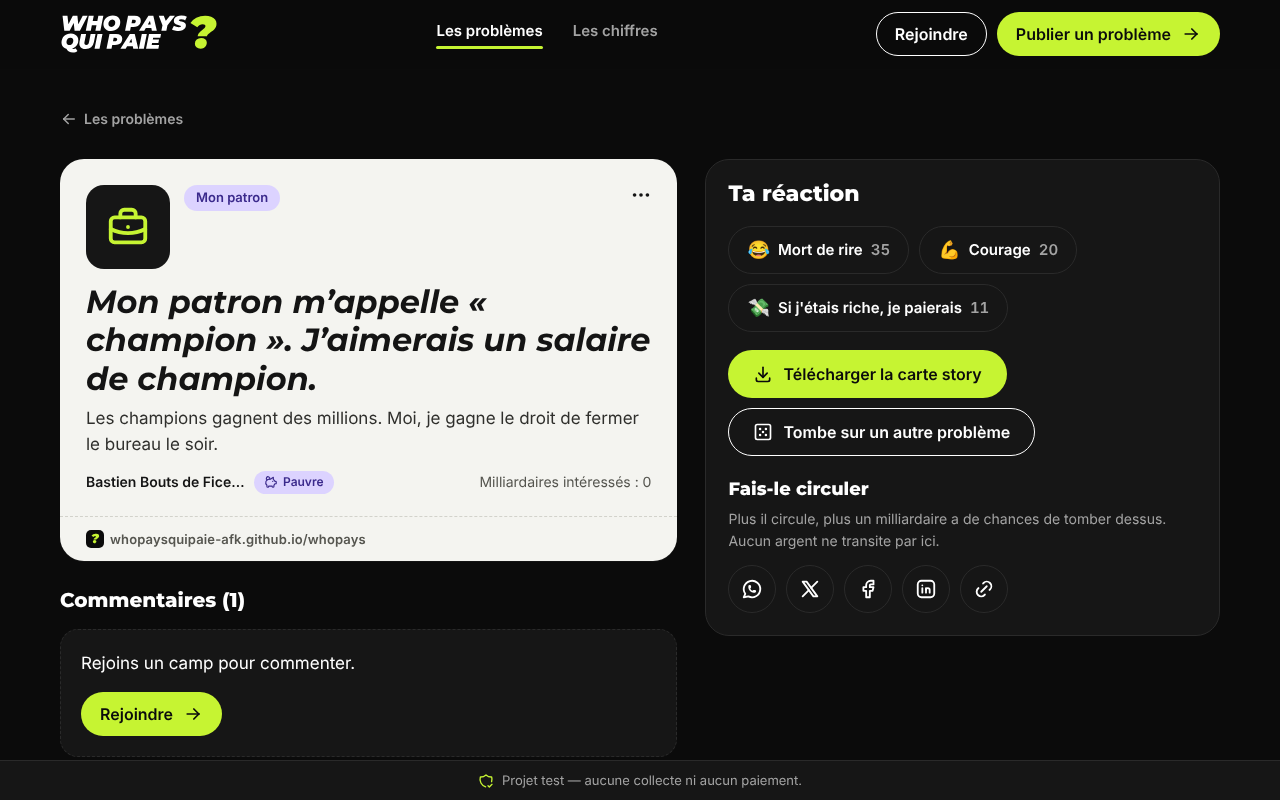 WHO PAYS
QUI PAIE ?
Les problèmes
Les chiffres
Rejoindre
Publier un problème
Les problèmes
Mon patron
Mon patron m’appelle «
champion ». J’aimerais un salaire
de champion.
Les champions gagnent des millions. Moi, je gagne le droit de fermer
le bureau le soir.
Bastien Bouts de Fice…
Pauvre
Milliardaires intéressés : 0
? whopaysquipaie-afk.github.io/whopays
Commentaires (1)
Rejoins un camp pour commenter.
Rejoindre
Ta réaction
😂 Mort de rire 35
💪 Courage 20
💸 Si j'étais riche, je paierais 11
Télécharger la carte story
Tombe sur un autre problème
Fais-le circuler
Plus il circule, plus un milliardaire a de chances de tomber dessus.
Aucun argent ne transite par ici.
Projet test — aucune collecte ni aucun paiement.